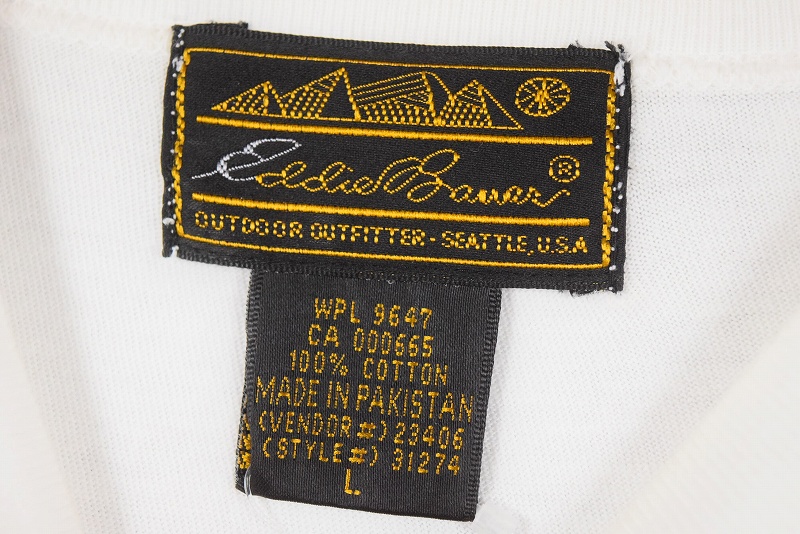 Eddie Bauer ®
OUTDOOR OUTFITTER - SEATTLE, U.S.A
WPL 9647
CA 000665
100% COTTON
MADE IN PAKISTAN
(VENDOR #) 23406
(STYLE#) 31274
L